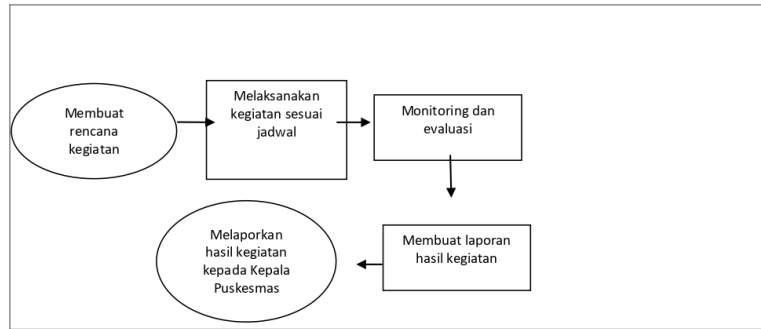 Membuat
rencana
kegiatan
Melaksanakan
kegiatan sesuai
jadwal
Monitoring dan
evaluasi
Membuat laporan
hasil kegiatan
Melaporkan
hasil kegiatan
kepada Kepala
Puskesmas